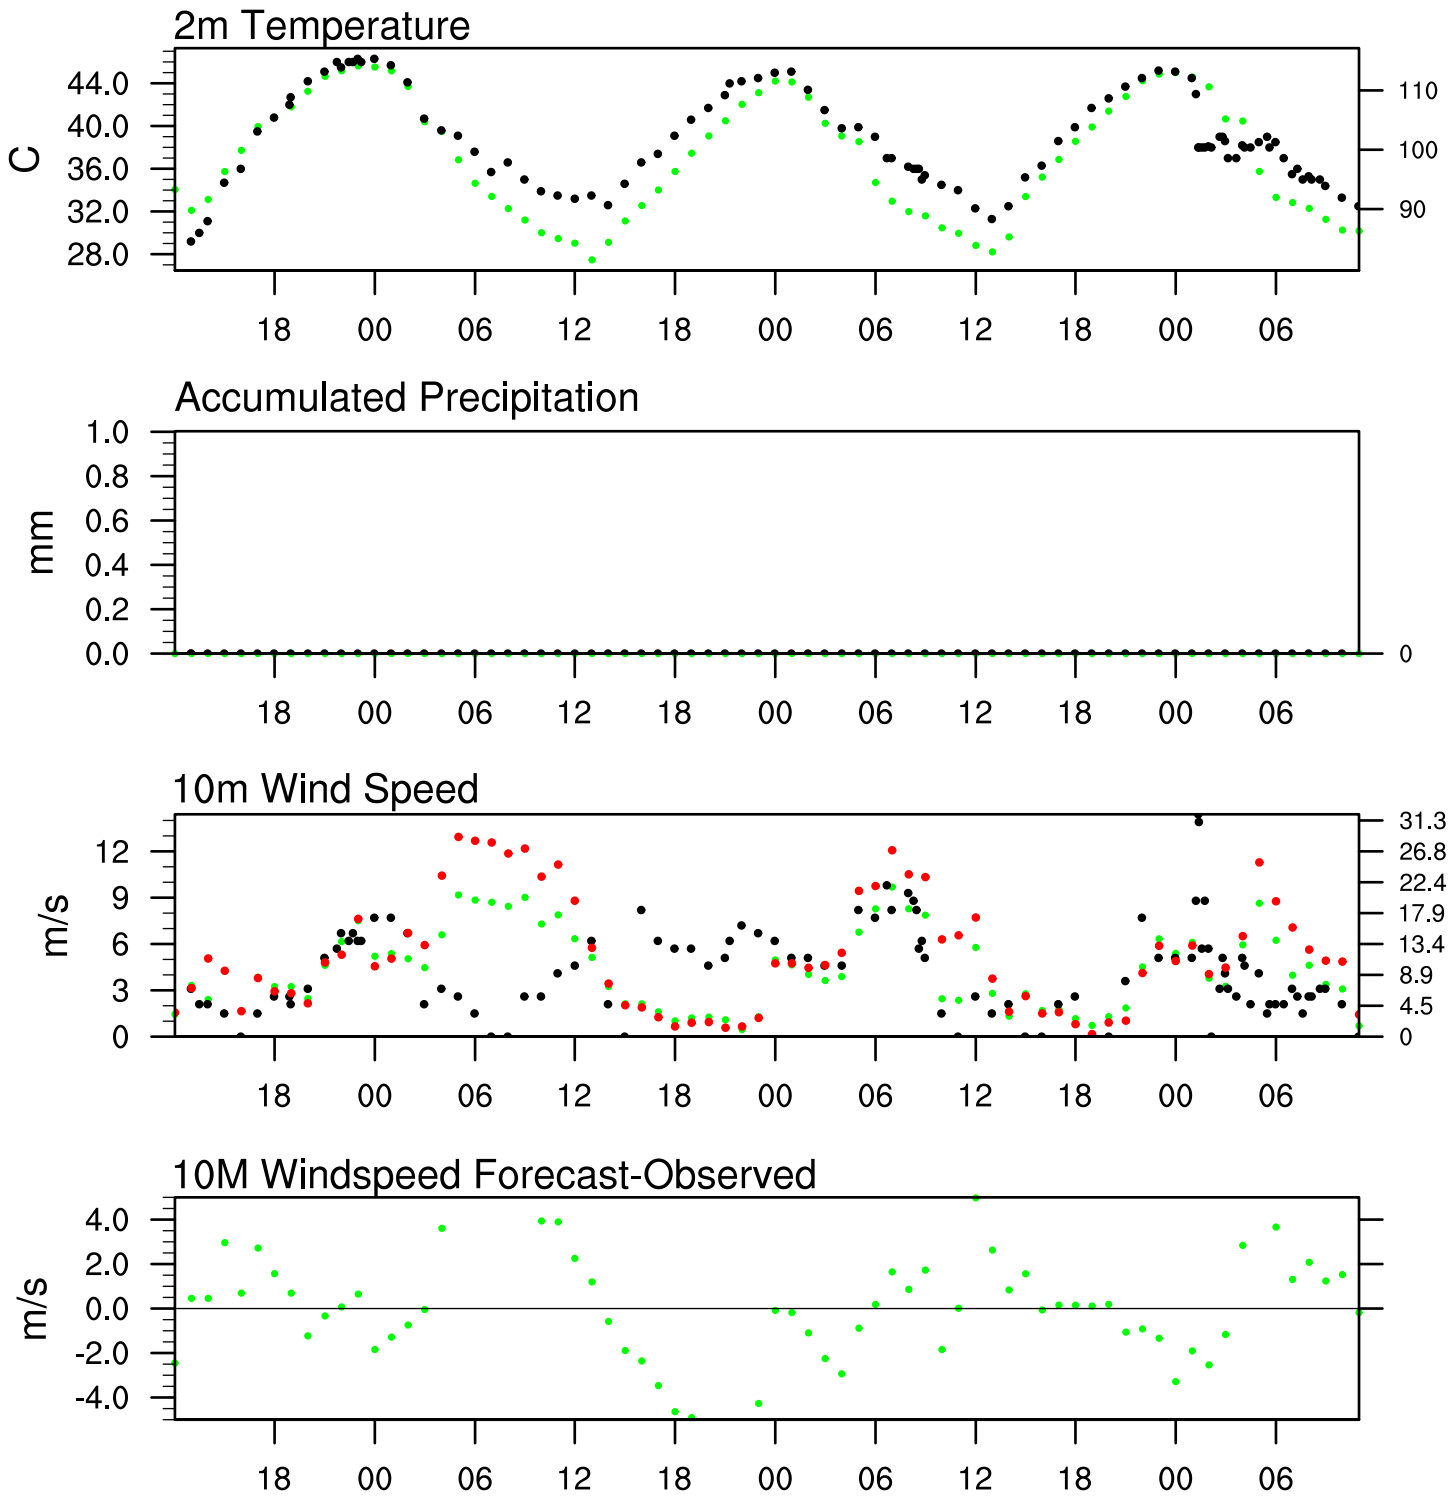 2m Temperature
44.0
40.0
36.0
32.0
28.0
C
110
100
90
18 00 06 12 18 00 06 12 18 00 06
Accumulated Precipitation
1.0
0.8
0.6
0.4
0.2
0.0
mm
0
18 00 06 12 18 00 06 12 18 00 06
10m Wind Speed
12
9
6
3
0
m/s
31.3
26.8
22.4
17.9
13.4
8.9
4.5
0
18 00 06 12 18 00 06 12 18 00 06
10M Windspeed Forecast-Observed
4.0
2.0
0.0
-2.0
-4.0
m/s
18 00 06 12 18 00 06 12 18 00 06